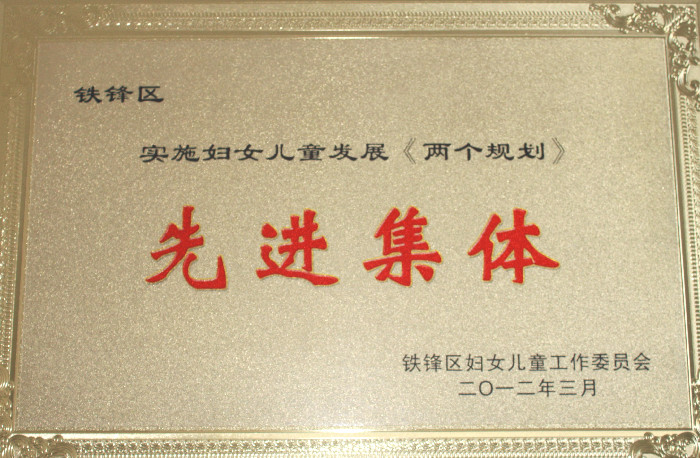 铁锋区
实施妇女儿童发展《两个规划》
先进集体
铁锋区妇女儿童工作委员会
二〇一二年三月